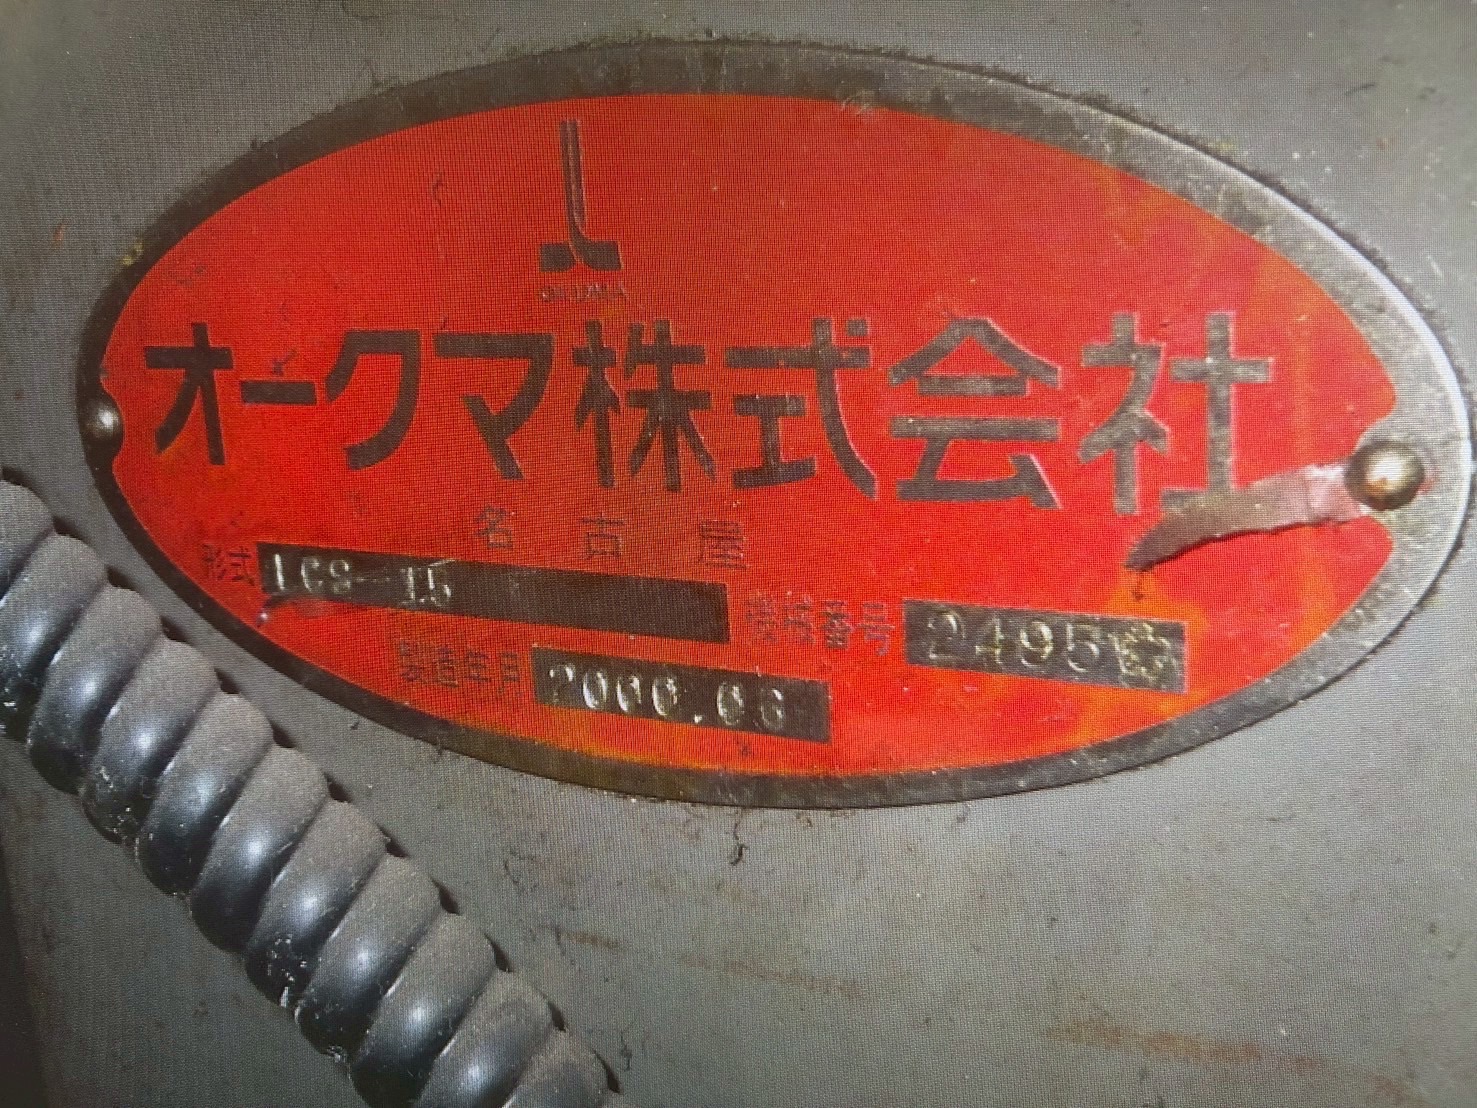 OKUMA
オークマ株式会社
名古屋
形式 LCS-15
製造番号 2495
製造年月 2000.08